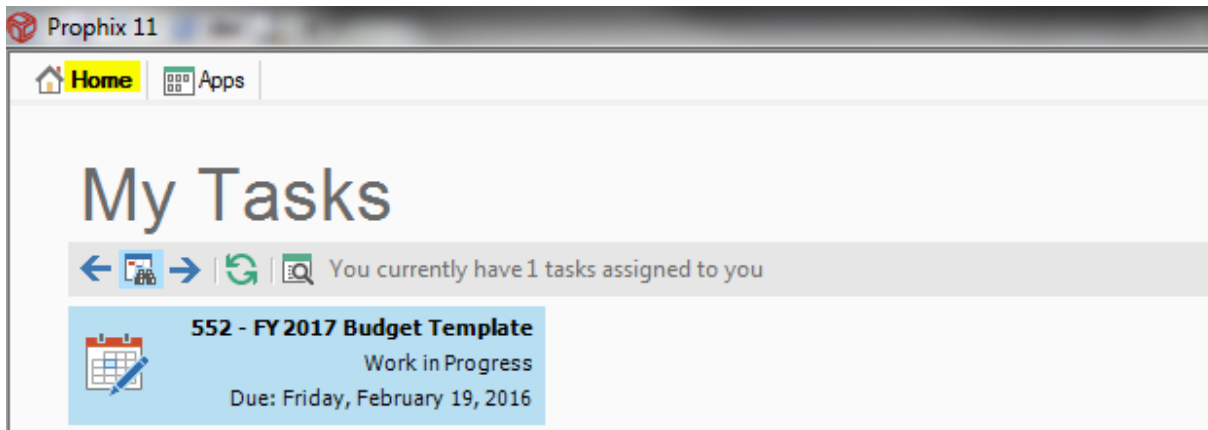 Prophix 11
Home Apps
My Tasks
You currently have 1 tasks assigned to you
552 - FY 2017 Budget Template
Work in Progress
Due: Friday, February 19, 2016